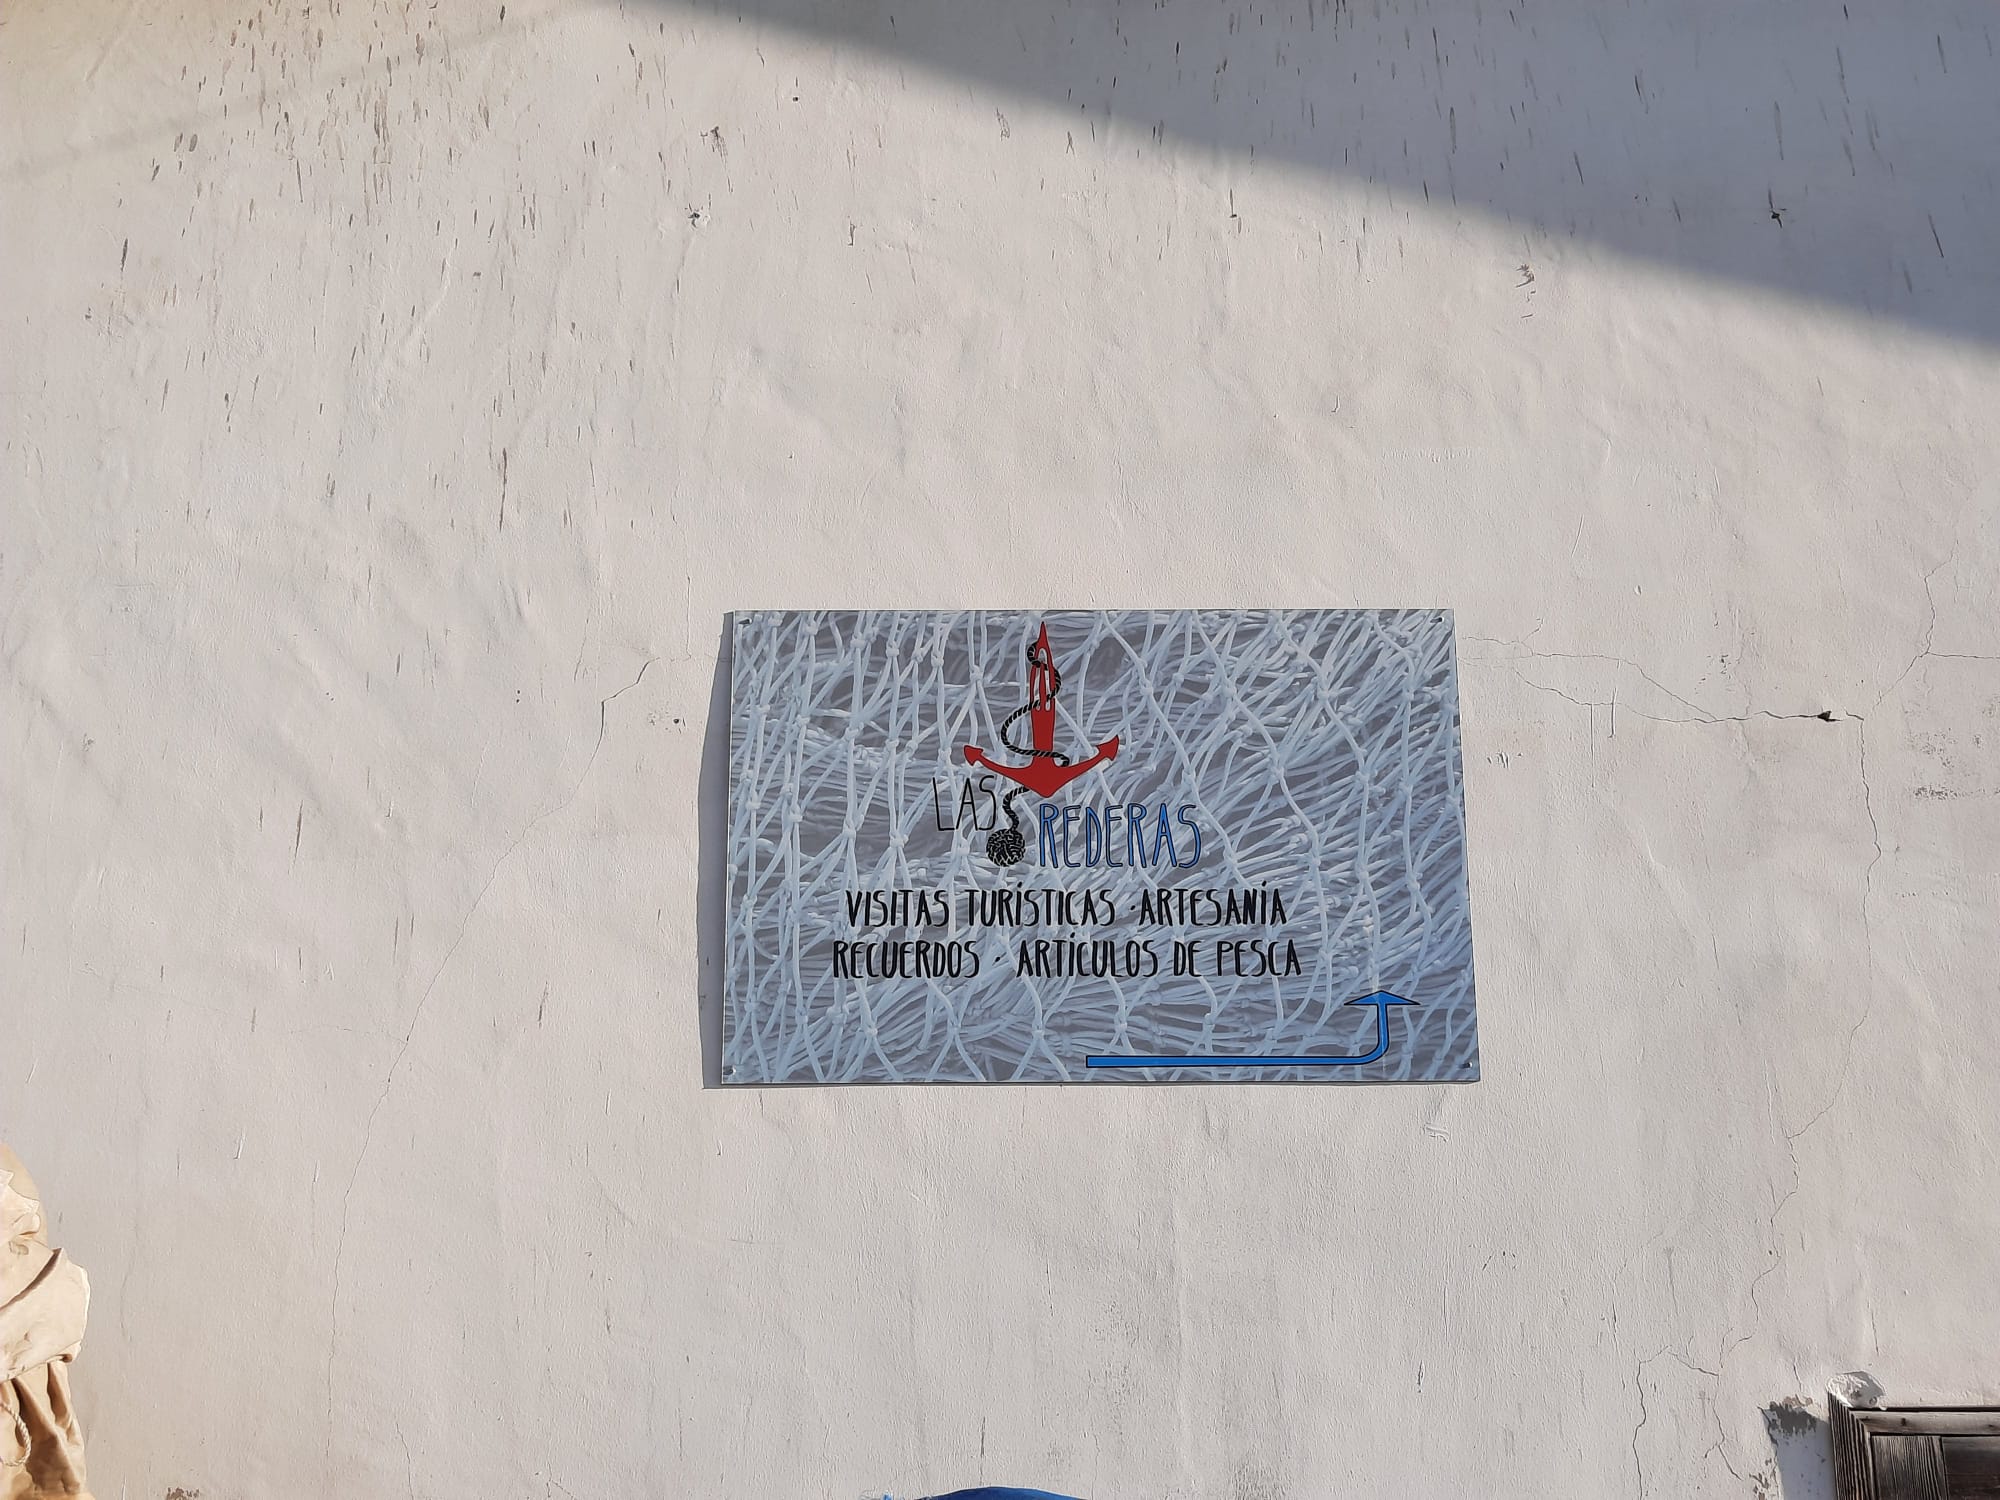 LAS
REDERAS
VISITAS TURÍSTICAS · ARTESANÍA
RECUERDOS · ARTÍCULOS DE PESCA